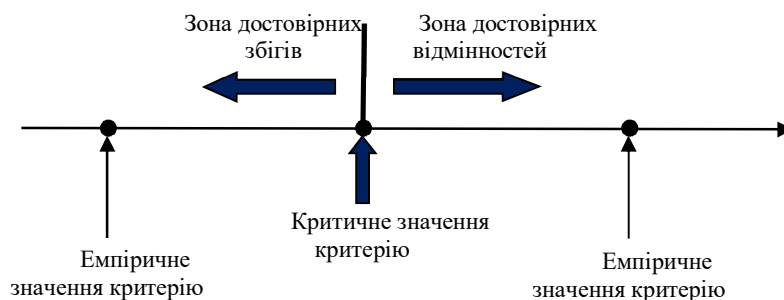 Зона достовірних
збігів
Зона достовірних
відмінностей
Критичне значення
критерію
Емпіричне
значення критерію
Емпіричне
значення критерію